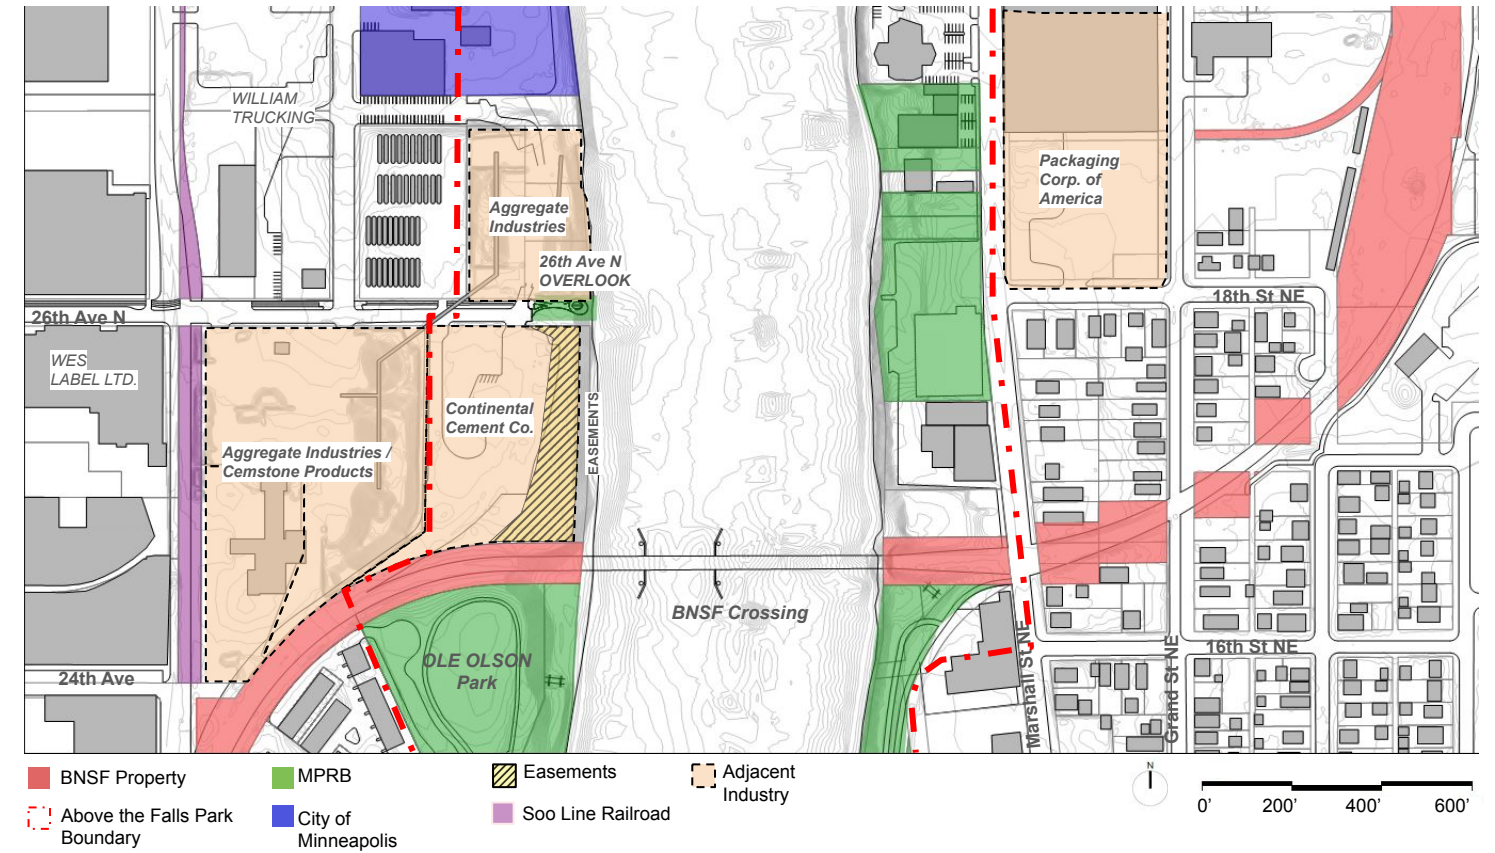 WILLIAM
TRUCKING
Packaging
Corp. of
America
Aggregate
Industries
26th Ave N
OVERLOOK
18th St NE
26th Ave N
WES
LABEL LTD.
Continental
Cement Co.
EASEMENTS
Aggregate Industries /
Cemstone Products
BNSF Crossing
OLE OLSON
Park
24th Ave
Marshall St NE
Grand St NE
16th St NE
BNSF Property
Above the Falls Park
Boundary
MPRB
City of
Minneapolis
Easements
Soo Line Railroad
Adjacent
Industry
N
0' 200' 400' 600'